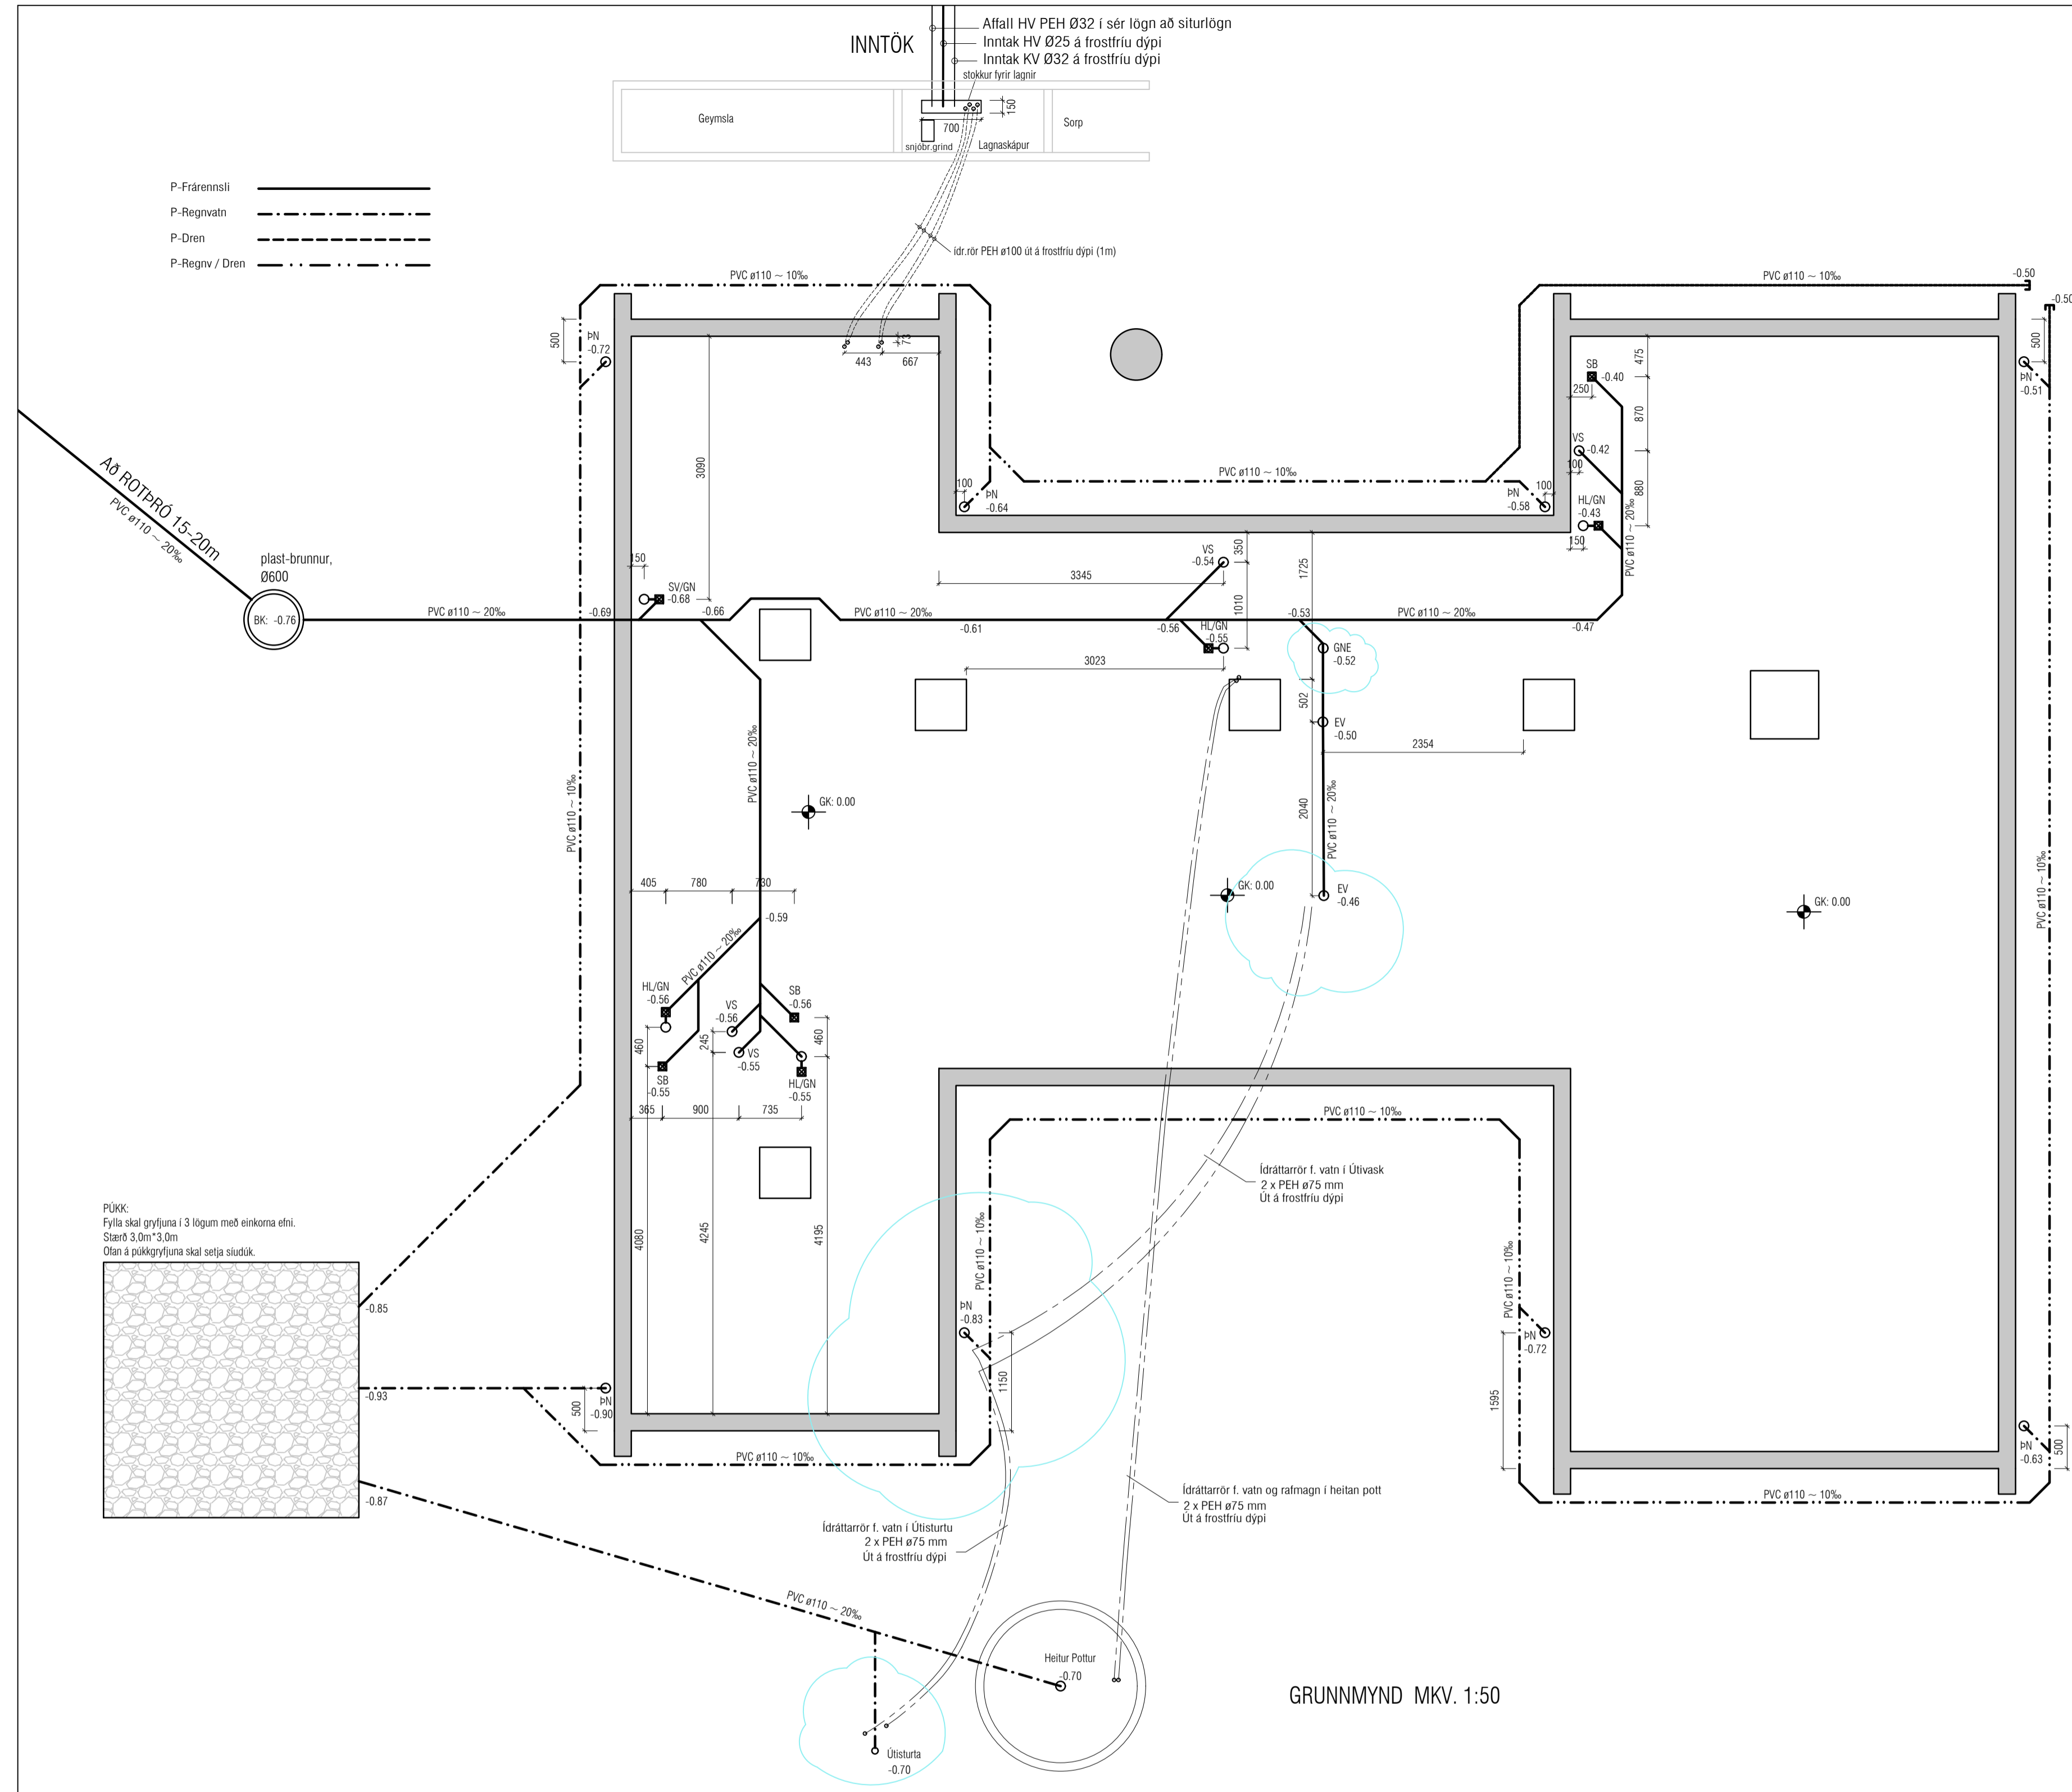 INNTÖK
Affall HV PEH Ø32 í sér lögn að siturlögn
Inntak HV Ø25 á frostfríu dýpi
Inntak KV Ø32 á frostfríu dýpi
stokkur fyrir lagnir
Geymsla
700
150
Sorp
snjóbr.grind
Lagnaskápur
P-Frárennsli
P-Regnvatn
P-Dren
P-Regnv / Dren
ídr.rör PEH ø100 út á frostfríu dýpi (1m)
PVC ø110 ~ 10‰
PVC ø110 ~ 10‰
-0.50
-0.50
500
ÞN
-0.72
443
667
73
3090
SB
-0.40
250
475
870
500
ÞN
-0.51
VS
-0.42
100
880
HL/GN
-0.43
150
PVC ø110 ~ 20‰
PVC ø110 ~ 10‰
100
ÞN
-0.64
100
ÞN
-0.58
AÐ ROTÞRÓ 15-20m
PVC ø110 ~ 20‰
plast-brunnur,
Ø600
BK: -0.76
PVC ø110 ~ 20‰
-0.69
150
SV/GN
-0.68
-0.66
PVC ø110 ~ 20‰
-0.61
3345
VS
-0.54
350
1010
1725
-0.56
HL/GN
-0.55
-0.53
PVC ø110 ~ 20‰
-0.47
3023
GNE
-0.52
502
EV
-0.50
2354
2040
PVC ø110 ~ 20‰
EV
-0.46
PVC ø110 ~ 20‰
PVC ø110 ~ 10‰
GK: 0.00
GK: 0.00
GK: 0.00
PVC ø110 ~ 10‰
405
780
730
-0.59
PVC ø110 ~ 20‰
HL/GN
-0.56
VS
-0.56
SB
-0.56
460
245
460
VS
-0.55
SB
-0.55
HL/GN
-0.55
365
900
735
4080
4245
4195
PVC ø110 ~ 10‰
Ídráttarrör f. vatn í Útivask
2 x PEH ø75 mm
Út á frostfríu dýpi
PVC ø110 ~ 10‰
PVC ø110 ~ 10‰
PÚKK:
Fylla skal gryfjuna í 3 lögum með einkorna efni.
Stærð 3,0m*3,0m
Ofan á púkkgryfjuna skal setja síudúk.
-0.85
-0.93
-0.87
ÞN
-0.90
500
ÞN
-0.83
1150
ÞN
-0.72
1595
ÞN
-0.63
500
PVC ø110 ~ 10‰
PVC ø110 ~ 10‰
Ídráttarrör f. vatn og rafmagn í heitan pott
2 x PEH ø75 mm
Út á frostfríu dýpi
Ídráttarrör f. vatn í Útisturtu
2 x PEH ø75 mm
Út á frostfríu dýpi
PVC ø110 ~ 20‰
Heitur Pottur
-0.70
Útisturta
-0.70
GRUNNMYND MKV. 1:50